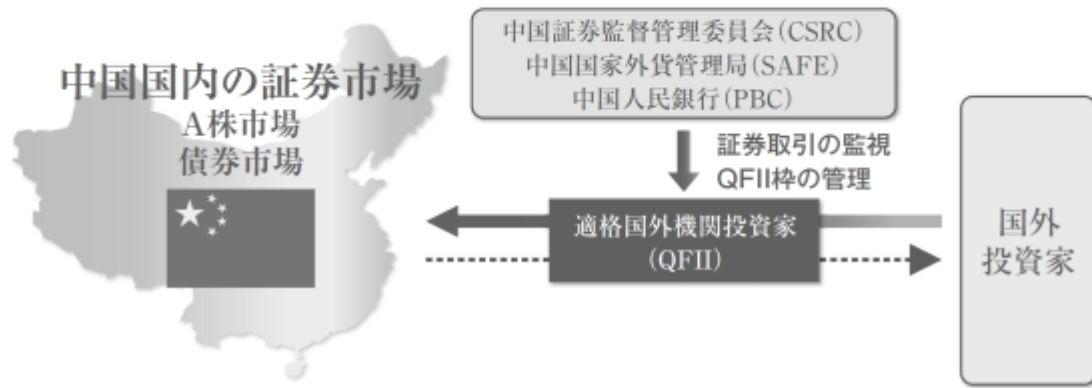 中国国内の証券市場
A株市場
債券市場
中国証券監督管理委員会(CSRC)
中国国家外貨管理局(SAFE)
中国人民銀行(PBC)
証券取引の監視
QFII枠の管理
適格国外機関投資家
(QFII)
国外
投資家